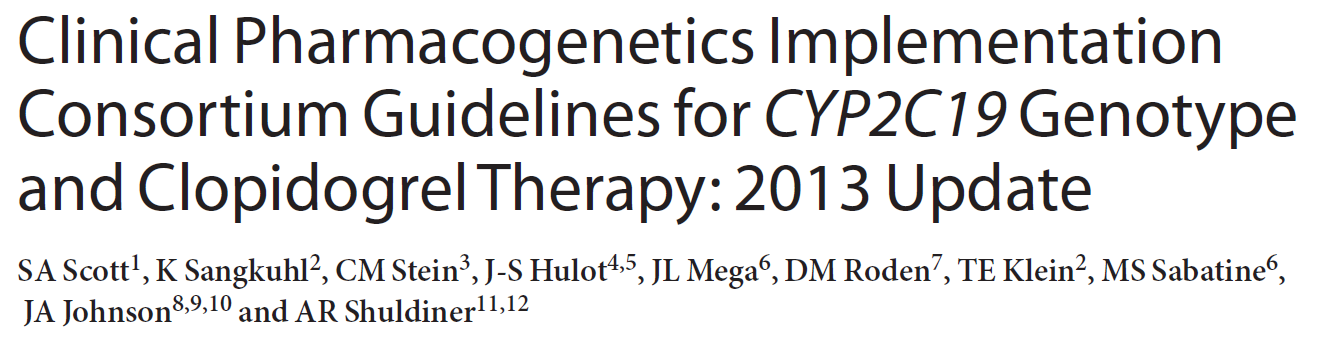 Clinical Pharmacogenetics Implementation
Consortium Guidelines for CYP2C19 Genotype
and Clopidogrel Therapy: 2013 Update
SA Scott1, K Sangkuhl2, CM Stein3, J-S Hulot4,5, JL Mega6, DM Roden7, TE Klein2, MS Sabatine6,
JA Johnson8,9,10 and AR Shuldiner11,12